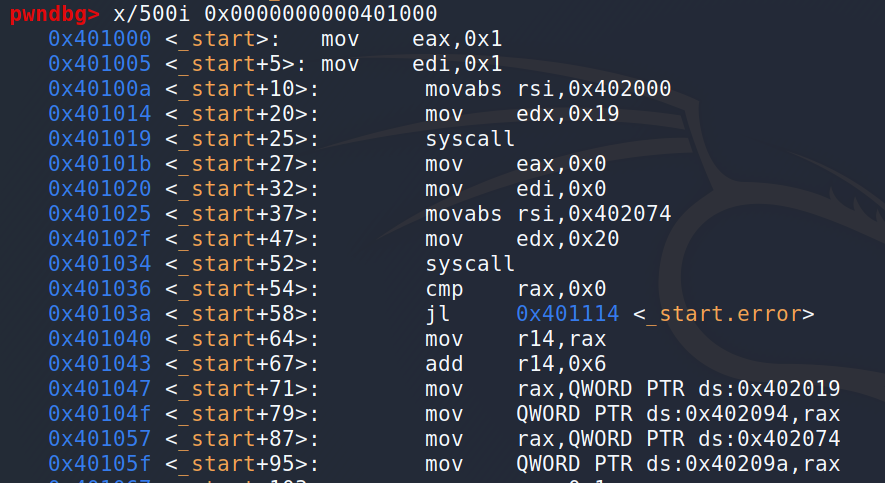 pwndbg> x/500i 0x0000000000401000
0x401000 <_start>: mov eax,0x1
0x401005 <_start+5>: mov edi,0x1
0x40100a <_start+10>: movabs rsi,0x402000
0x401014 <_start+20>: mov edx,0x19
0x401019 <_start+25>: syscall
0x40101b <_start+27>: mov eax,0x0
0x401020 <_start+32>: mov edi,0x0
0x401025 <_start+37>: movabs rsi,0x402074
0x40102f <_start+47>: mov edx,0x20
0x401034 <_start+52>: syscall
0x401036 <_start+54>: cmp rax,0x0
0x40103a <_start+58>: jl 0x401114 <_start.error>
0x401040 <_start+64>: mov r14,rax
0x401043 <_start+67>: add r14,0x6
0x401047 <_start+71>: mov rax,QWORD PTR ds:0x402019
0x40104f <_start+79>: mov QWORD PTR ds:0x402094,rax
0x401057 <_start+87>: mov rax,QWORD PTR ds:0x402074
0x40105f <_start+95>: mov QWORD PTR ds:0x40209a,rax